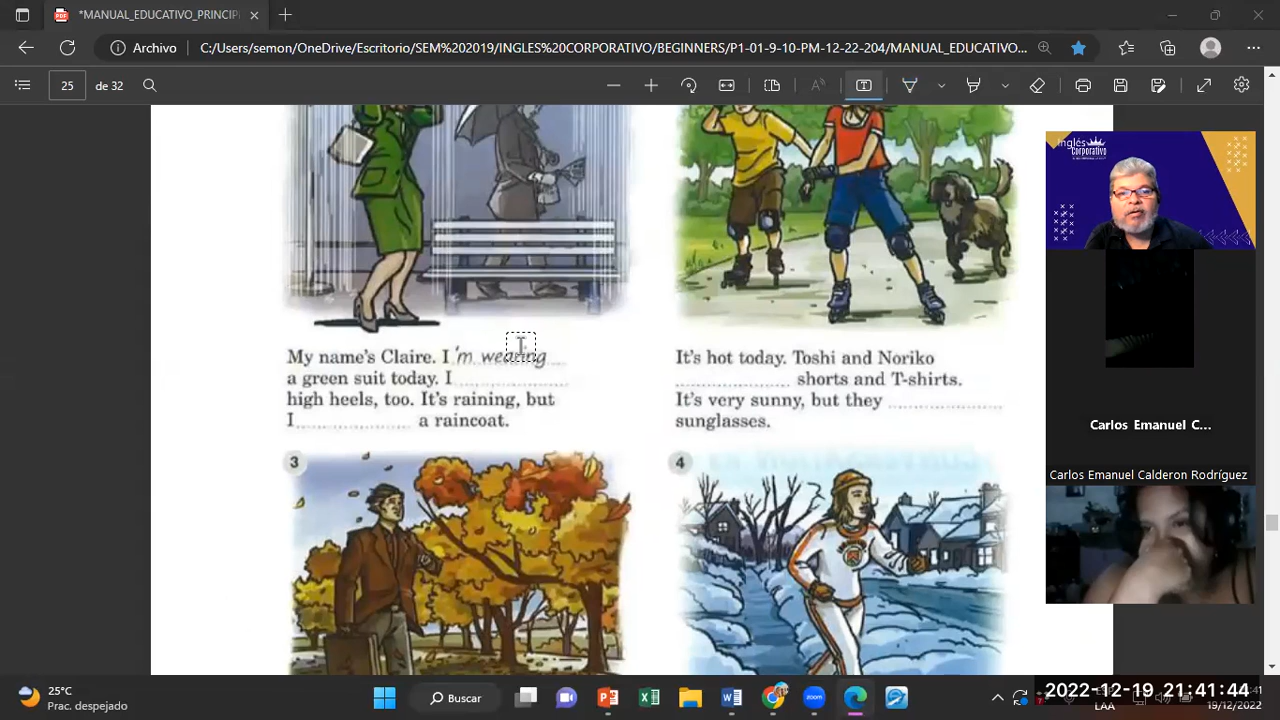 *MANUAL_EDUCATIVO_PRINCIPI
Archivo
C:/Users/semon/OneDrive/Escritorio/SEM%202019/INGLES%20CORPORATIVO/BEGINNERS/P1-01-9-10-PM-12-22-204/MANUAL_EDUCATIVO...
25 de 32
inglés
Corporativo
My name's Claire. I 'm wearing
a green suit today. I
high heels, too. It's raining, but
I a raincoat.
It's hot today. Toshi and Noriko
shorts and T-shirts.
It's very sunny, but they
sunglasses.
Carlos Emanuel C...
Carlos Emanuel Calderon Rodríguez
3
4
25°C
Prac. despejado
Buscar
LAA
2022-12-19 21:41:44
19/12/2022